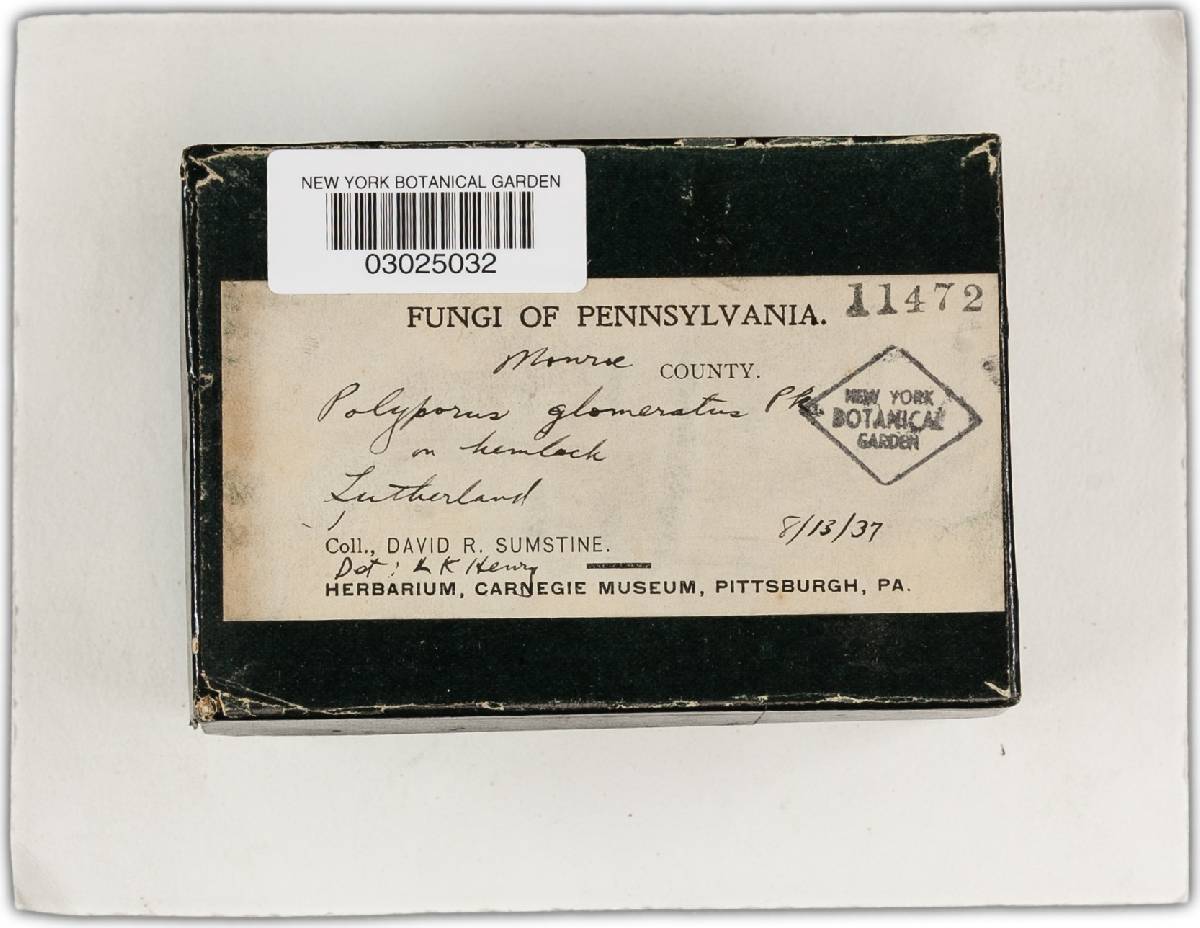 NEW YORK BOTANICAL GARDEN
03025032
11472
FUNGI OF PENNSYLVANIA.
Monroe COUNTY.
Polyporus glomeratus Pk.
on hemlock
NEW YORK
BOTANICAL
GARDEN
Lutherland
8/13/37
Coll., DAVID R. SUMSTINE.
Det: L K Henry
HERBARIUM, CARNEGIE MUSEUM, PITTSBURGH, PA.